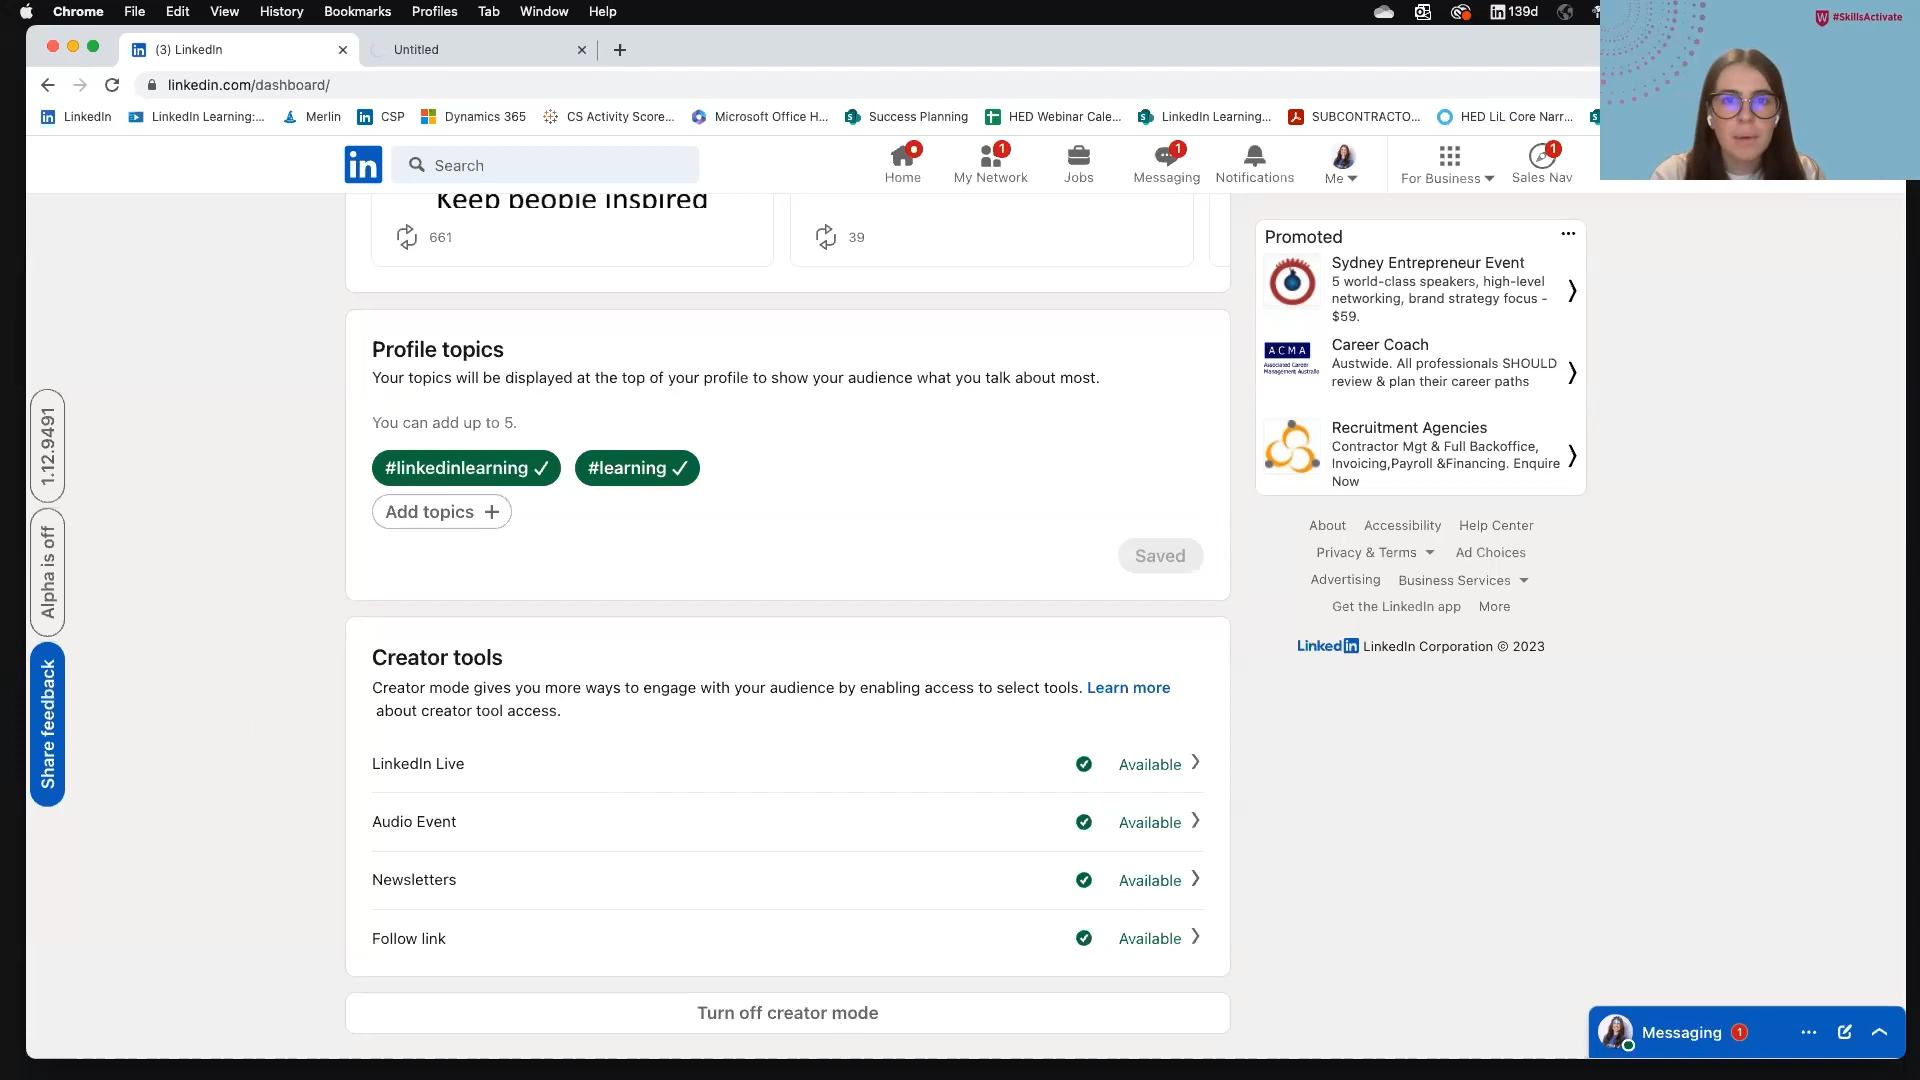 Chrome File Edit View History Bookmarks Profiles Tab Window Help
139d
#SkillsActivate
(3) LinkedIn
Untitled
linkedin.com/dashboard/
LinkedIn
LinkedIn Learning:...
Merlin
CSP
Dynamics 365
CS Activity Score...
Microsoft Office H...
Success Planning
HED Webinar Cale...
LinkedIn Learning...
SUBCONTRACTO...
HED LiL Core Narr...
in
Search
Home
1
My Network
Jobs
1
Messaging
Notifications
Me
For Business
1
Sales Nav
Keep people inspired
661
39
Profile topics
Your topics will be displayed at the top of your profile to show your audience what you talk about most.
You can add up to 5.
#linkedinlearning
#learning
Add topics +
Saved
Creator tools
Creator mode gives you more ways to engage with your audience by enabling access to select tools. Learn more
about creator tool access.
LinkedIn Live
Available
Audio Event
Available
Newsletters
Available
Follow link
Available
Turn off creator mode
1.12.9491
Alpha is off
Share feedback
Promoted
Sydney Entrepreneur Event
5 world-class speakers, high-level
networking, brand strategy focus -
$59.
ACMA
Associated Career
Management Australia
Career Coach
Austwide. All professionals SHOULD
review & plan their career paths
Recruitment Agencies
Contractor Mgt & Full Backoffice,
Invoicing,Payroll &Financing. Enquire
Now
About Accessibility Help Center
Privacy & Terms Ad Choices
Advertising Business Services
Get the LinkedIn app More
LinkedIn LinkedIn Corporation © 2023
Messaging 1